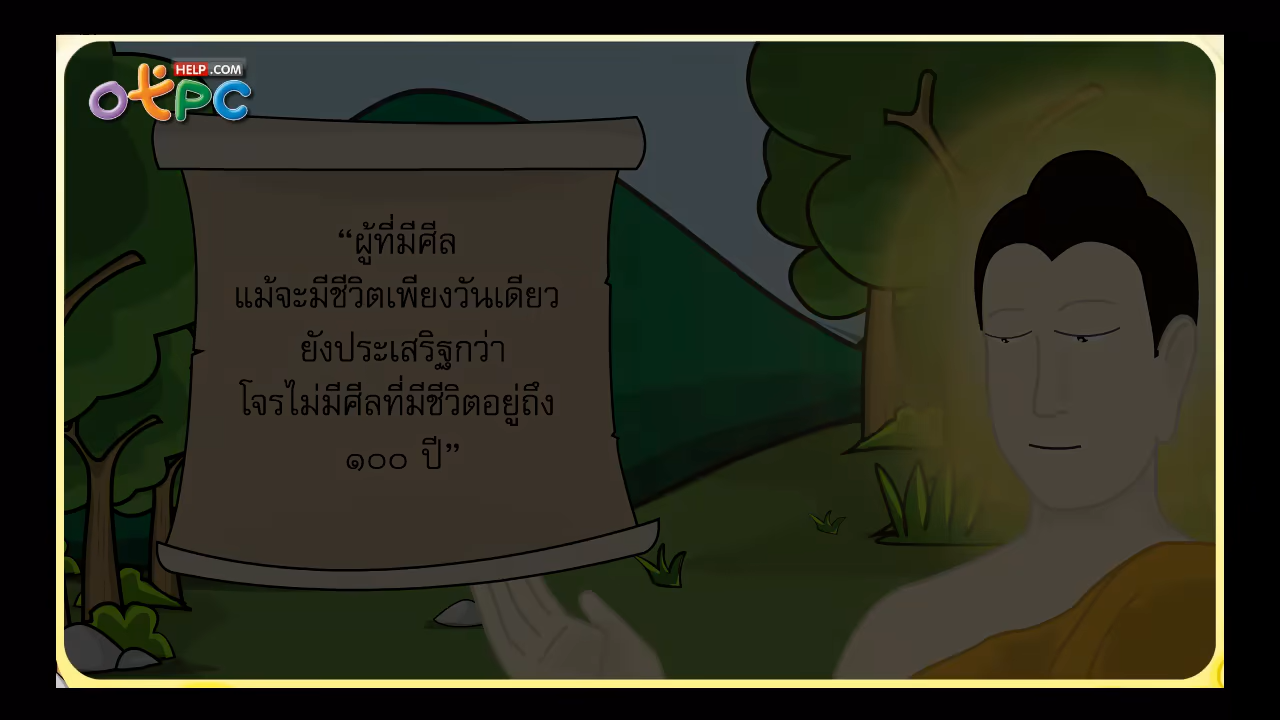 HELP.COM
OTPC
“ผู้ที่มีศีล
แม้จะมีชีวิตเพียงวันเดียว
ยังประเสริฐกว่า
โจรไม่มีศีลที่มีชีวิตอยู่ถึง
๑๐๐ ปี”